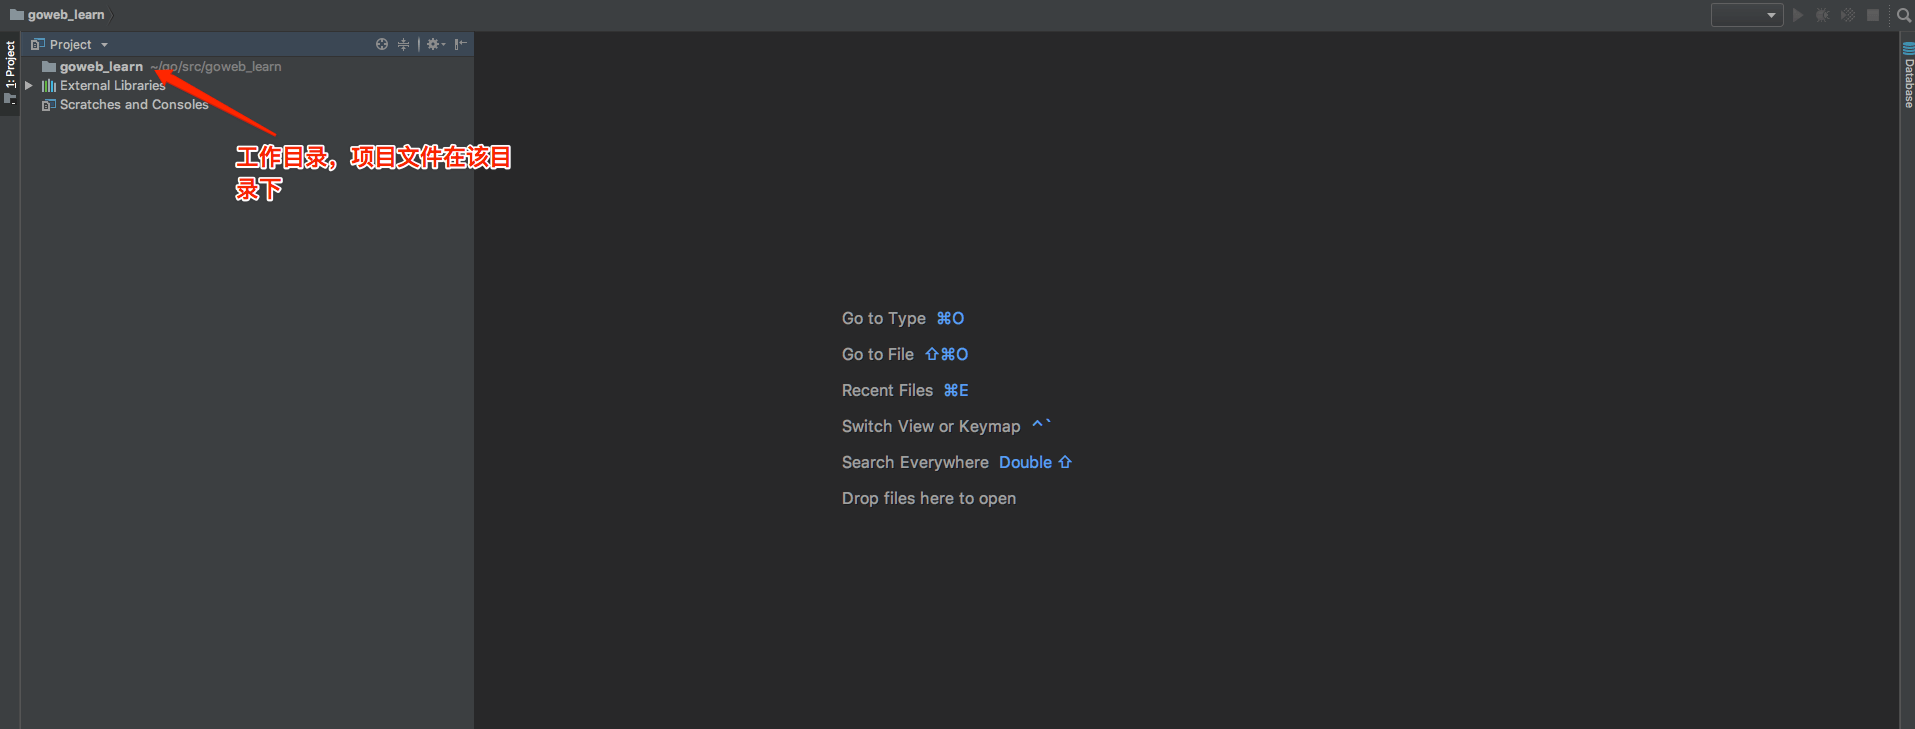 goweb_learn
Project
1: Project
goweb_learn ~/go/src/goweb_learn
External Libraries
Scratches and Consoles
工作目录，项目文件在该目
录下
Go to Type ⌘O
Go to File ⇧⌘O
Recent Files ⌘E
Switch View or Keymap ^`
Search Everywhere Double ⇧
Drop files here to open
Database